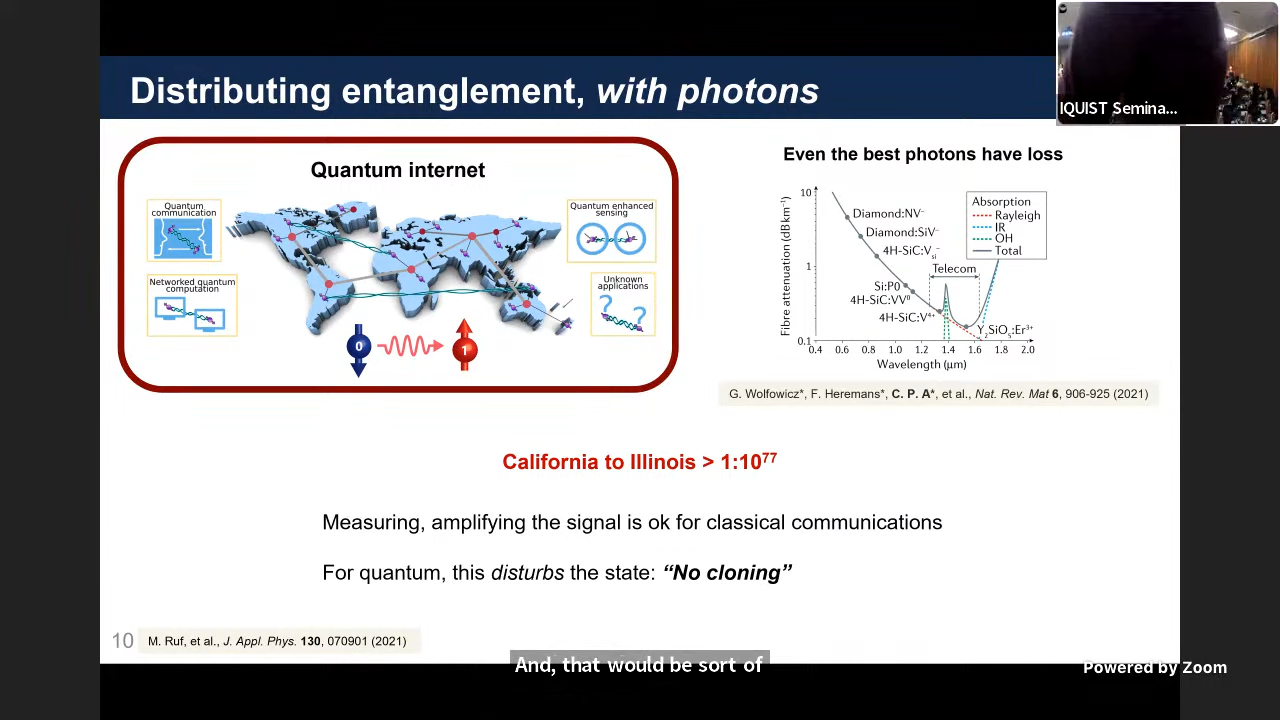 Distributing entanglement, with photons
IQUIST Semina...
Quantum internet
Quantum
communication
Networked quantum
computation
Quantum enhanced
sensing
Unknown
applications
?
?
0
1
Even the best photons have loss
10
1
0.1
Fibre attenuation (dB km⁻¹)
Diamond:NV⁻
Diamond:SiV⁻
4H-SiC:Vsi⁻
Telecom
Si:P0
4H-SiC:VV⁰
4H-SiC:V⁴⁺
Y₂SiO₅:Er³⁺
Absorption
Rayleigh
IR
OH
Total
0.4 0.6 0.8 1.0 1.2 1.4 1.6 1.8 2.0
Wavelength (μm)
G. Wolfowicz*, F. Heremans*, C. P. A*, et al., Nat. Rev. Mat 6, 906-925 (2021)
California to Illinois > 1:10⁷⁷
Measuring, amplifying the signal is ok for classical communications
For quantum, this disturbs the state: “No cloning”
10
M. Ruf, et al., J. Appl. Phys. 130, 070901 (2021)
And, that would be sort of
Powered by Zoom